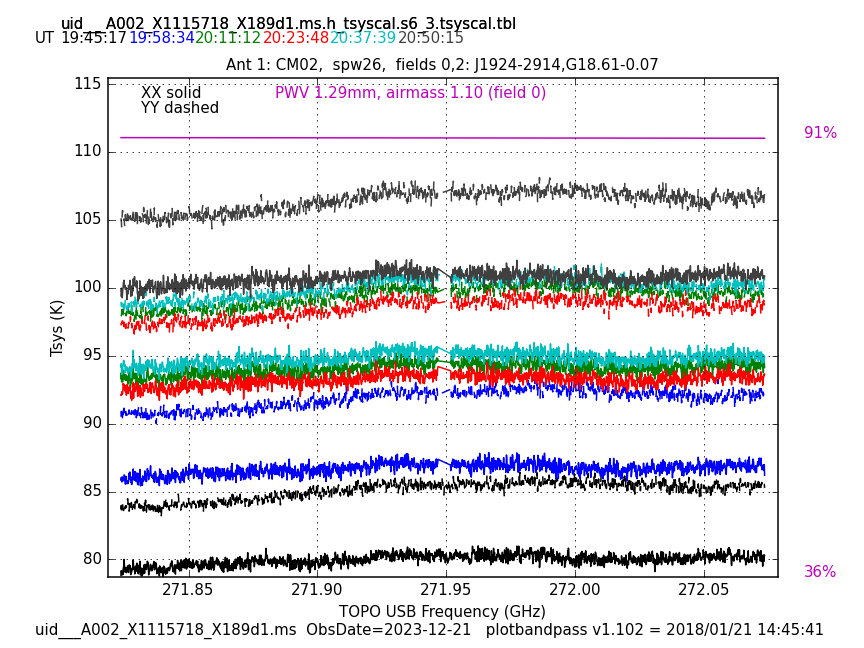 uid___A002_X1115718_X189d1.ms.h_tsyscal.s6_3.tsyscal.tbl
UT 19:45:17 19:58:34 20:11:12 20:23:48 20:37:39 20:50:15
Ant 1: CM02,  spw26,  fields 0,2: J1924-2914,G18.61-0.07
XX solid
YY dashed
PWV 1.29mm, airmass 1.10 (field 0)
91%
36%
115
110
105
100
95
90
85
80
Tsys (K)
271.85 271.90 271.95 272.00 272.05
TOPO USB Frequency (GHz)
uid___A002_X1115718_X189d1.ms  ObsDate=2023-12-21   plotbandpass v1.102 = 2018/01/21 14:45:41